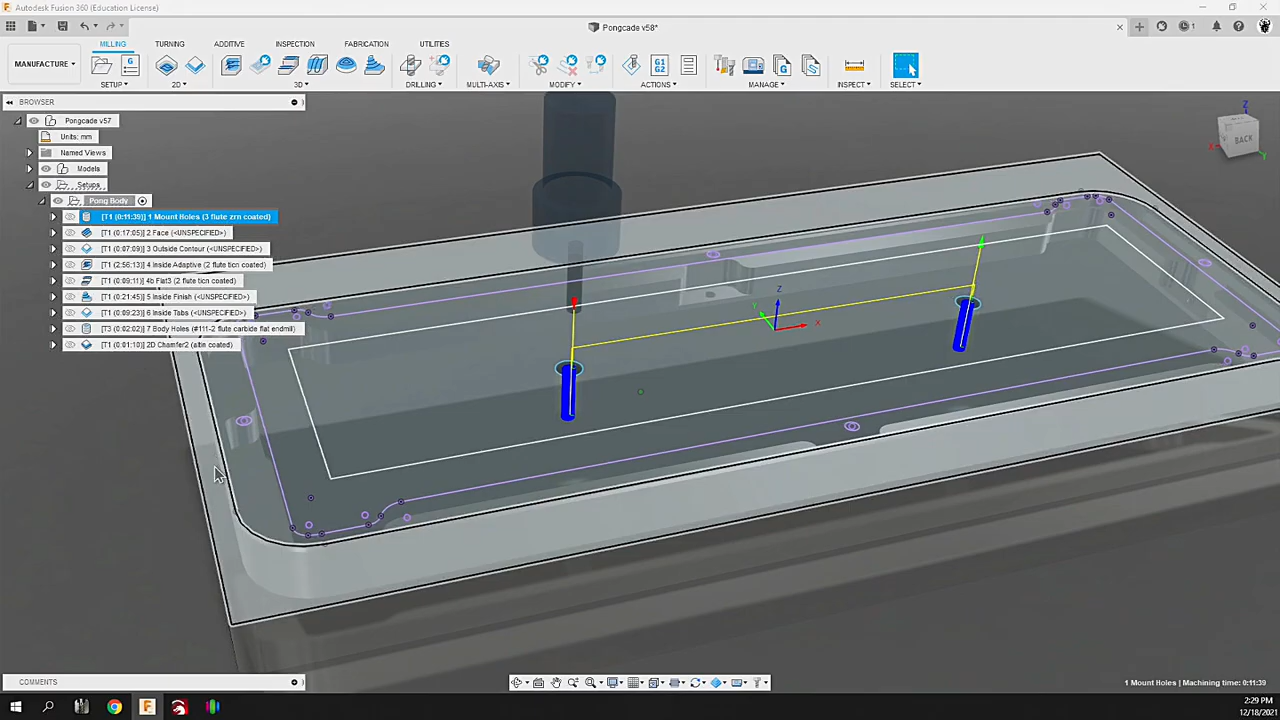 Autodesk Fusion 360 (Education License)
Pongcade v58*
1
MANUFACTURE
MILLING
TURNING
ADDITIVE
INSPECTION
FABRICATION
UTILITIES
SETUP
2D
3D
DRILLING
MULTI-AXIS
MODIFY
ACTIONS
MANAGE
INSPECT
SELECT
G
G1
G2
G
BROWSER
Pongcade v57
Units: mm
Named Views
Models
Setups
Pong Body
[T1 (0:11:39)] 1 Mount Holes (3 flute zrn coated)
[T1 (0:17:05)] 2 Face (<UNSPECIFIED>)
[T1 (0:07:09)] 3 Outside Contour (<UNSPECIFIED>)
[T1 (2:56:13)] 4 Inside Adaptive (2 flute ticn coated)
[T1 (0:09:11)] 4b Flat3 (2 flute ticn coated)
[T1 (0:21:45)] 5 Inside Finish (<UNSPECIFIED>)
[T1 (0:09:23)] 6 Inside Tabs (<UNSPECIFIED>)
[T3 (0:02:02)] 7 Body Holes (#111-2 flute carbide flat endmil)
[T1 (0:01:10)] 2D Chamfer2 (altin coated)
Z
X
Y
BACK
Z
Y
X
COMMENTS
1 Mount Holes | Machining time: 0:11:39
2:29 PM
12/18/2021